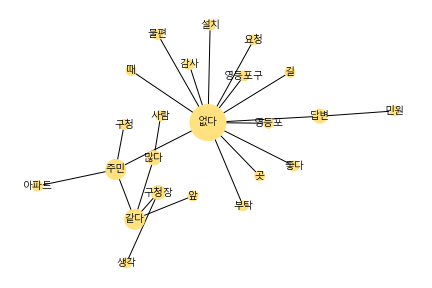 설치
물편
요청
감사
때
영등포구
길
민원
사람
답변
구청
없다
영등포
많다
좋다
주민
곳
아파트
구청장
앞
부탁
같다
생각